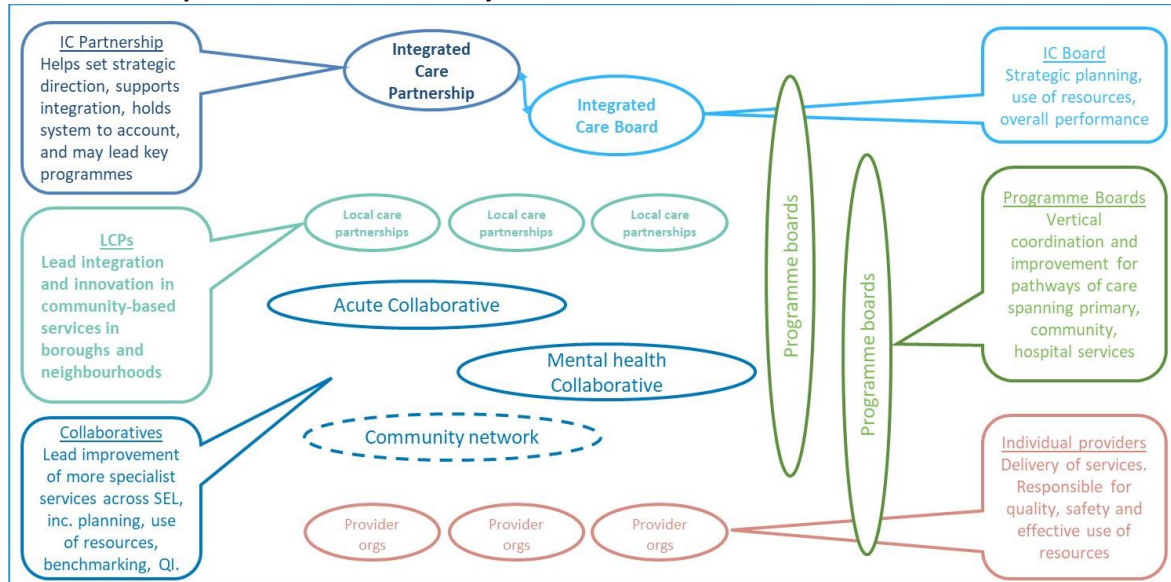 IC Partnership
Helps set strategic
direction, supports
integration, holds
system to account,
and may lead key
programmes
Integrated
Care
Partnership
Integrated
Care Board
IC Board
Strategic planning,
use of resources,
overall performance
LCPs
Lead integration
and innovation in
community-based
services in
boroughs and
neighbourhoods
Local care
partnerships
Local care
partnerships
Local care
partnerships
Acute Collaborative
Mental health
Collaborative
Community network
Programme boards
Programme boards
Programme Boards
Vertical
coordination and
improvement for
pathways of care
spanning primary,
community,
hospital services
Collaboratives
Lead improvement
of more specialist
services across SEL,
inc. planning, use
of resources,
benchmarking, QI.
Provider
orgs
Provider
orgs
Provider
orgs
Individual providers
Delivery of services.
Responsible for
quality, safety and
effective use of
resources